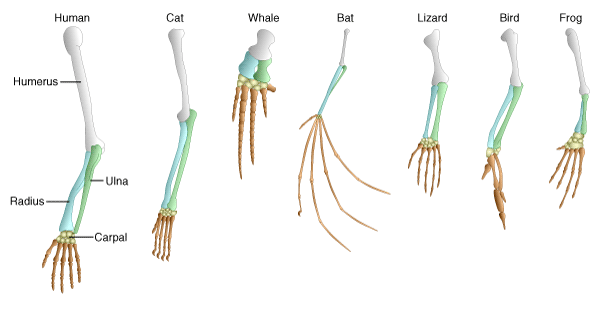 Human Cat Whale Bat Lizard Bird Frog
Humerus
Ulna
Radius
Carpal